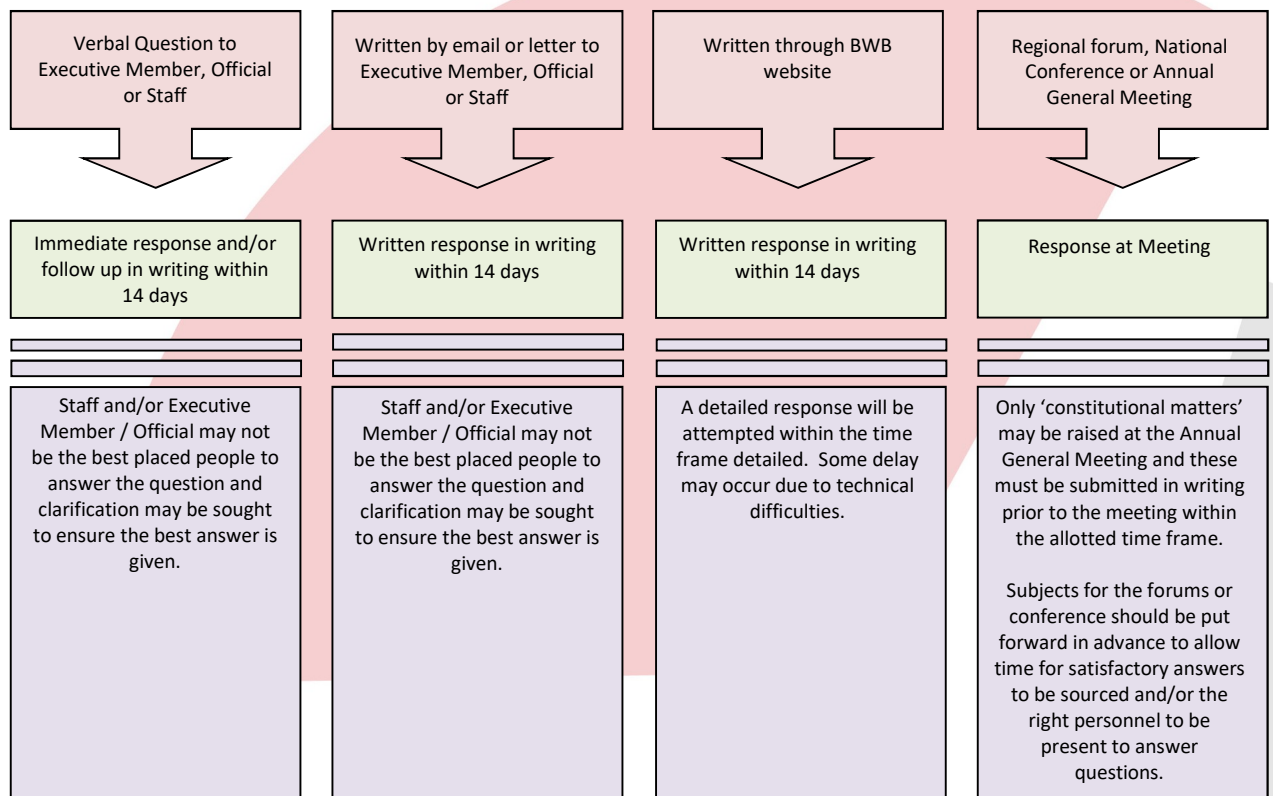 Verbal Question to
Executive Member, Official
or Staff
Written by email or letter to
Executive Member, Official
or Staff
Written through BWB
website
Regional forum, National
Conference or Annual
General Meeting
Immediate response and/or
follow up in writing within
14 days
Written response in writing
within 14 days
Written response in writing
within 14 days
Response at Meeting
Staff and/or Executive
Member / Official may not
be the best placed people to
answer the question and
clarification may be sought
to ensure the best answer is
given.
Staff and/or Executive
Member / Official may not
be the best placed people to
answer the question and
clarification may be sought
to ensure the best answer is
given.
A detailed response will be
attempted within the time
frame detailed.  Some delay
may occur due to technical
difficulties.
Only ‘constitutional matters’
may be raised at the Annual
General Meeting and these
must be submitted in writing
prior to the meeting within
the allotted time frame.
Subjects for the forums or
conference should be put
forward in advance to allow
time for satisfactory answers
to be sourced and/or the
right personnel to be
present to answer
questions.